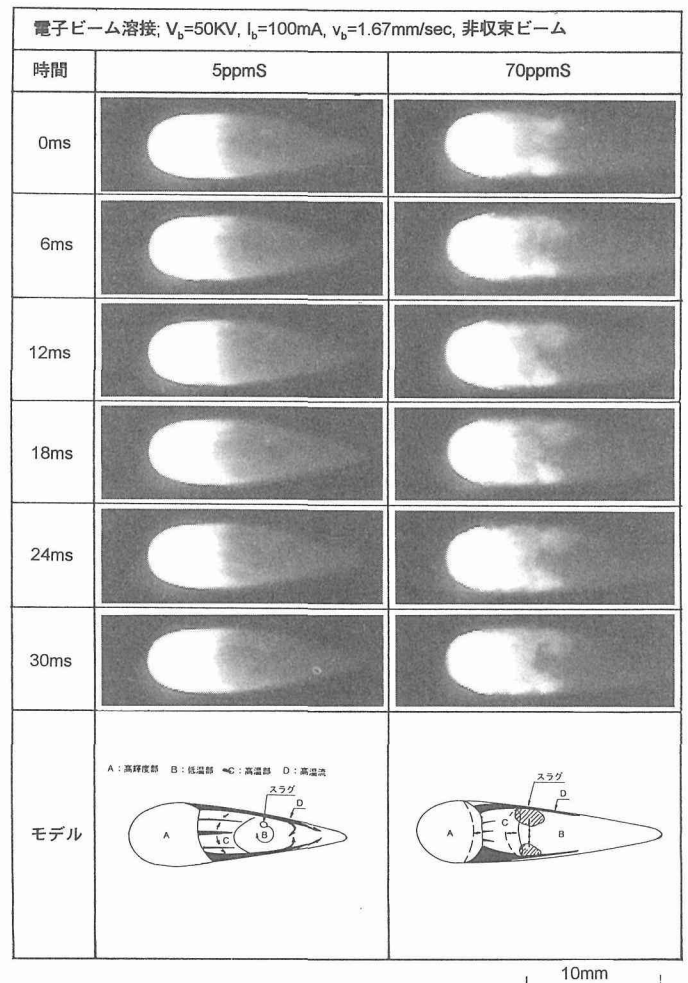 電子ビーム溶接; Vb=50KV, Ib=100mA, vb=1.67mm/sec, 非収束ビーム
時間 5ppmS 70ppmS
0ms
6ms
12ms
18ms
24ms
30ms
モデル
A：高輝度部 B：低温部 C：高温部 D：高温流
スラグ
D
A
B
C
スラグ
D
A
C
B
10mm